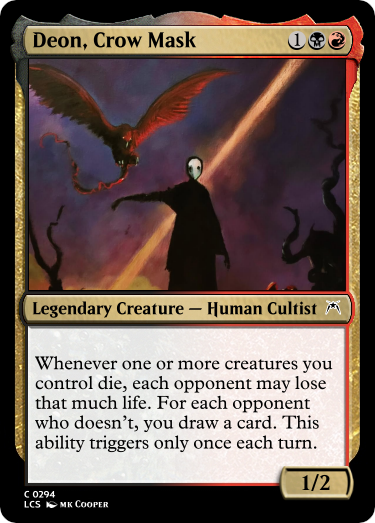 Deon, Crow Mask 1
Legendary Creature — Human Cultist
Whenever one or more creatures you
control die, each opponent may lose
that much life. For each opponent
who doesn't, you draw a card. This
ability triggers only once each turn.
1/2
C 0294
LCS MK COOPER